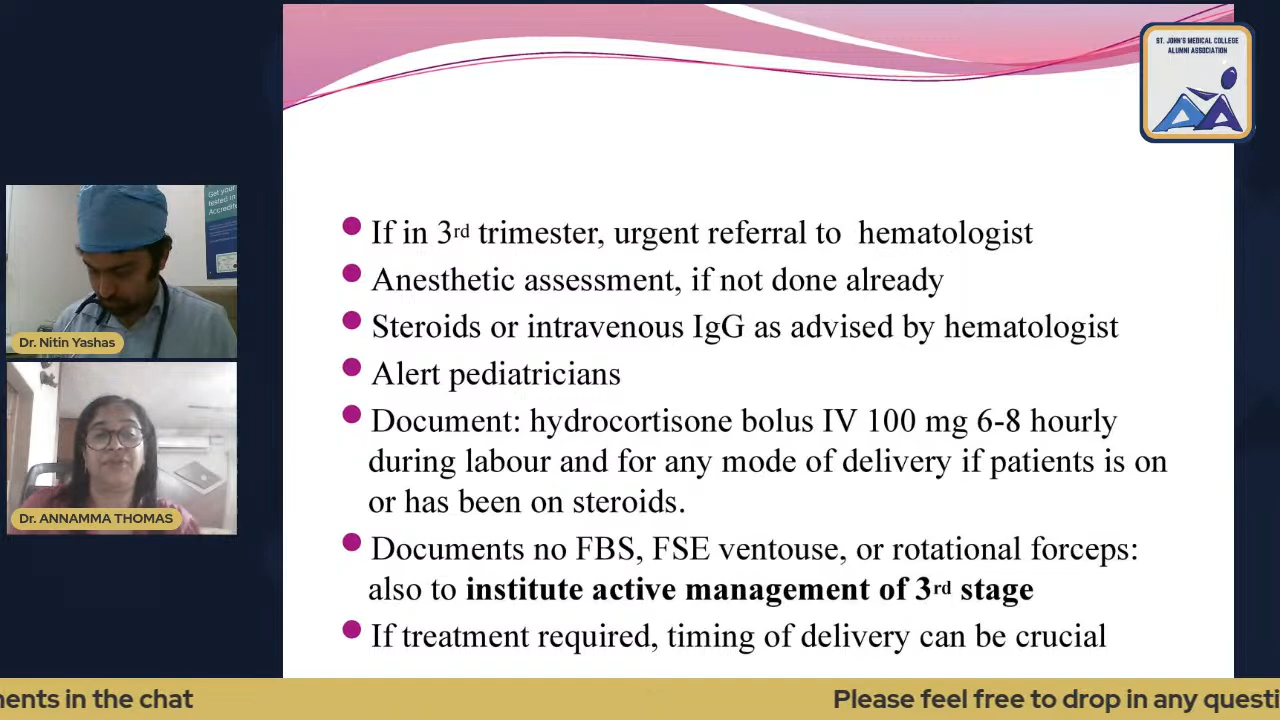 ST. JOHN'S MEDICAL COLLEGE
ALUMNI ASSOCIATION
Get your
tested in
Accredite
If in 3rd trimester, urgent referral to hematologist
Anesthetic assessment, if not done already
Steroids or intravenous IgG as advised by hematologist
Dr. Nitin Yashas
Alert pediatricians
Document: hydrocortisone bolus IV 100 mg 6-8 hourly
during labour and for any mode of delivery if patients is on
or has been on steroids.
Dr. ANNAMMA THOMAS
Documents no FBS, FSE ventouse, or rotational forceps:
also to institute active management of 3rd stage
If treatment required, timing of delivery can be crucial
ents in the chat
Please feel free to drop in any questi